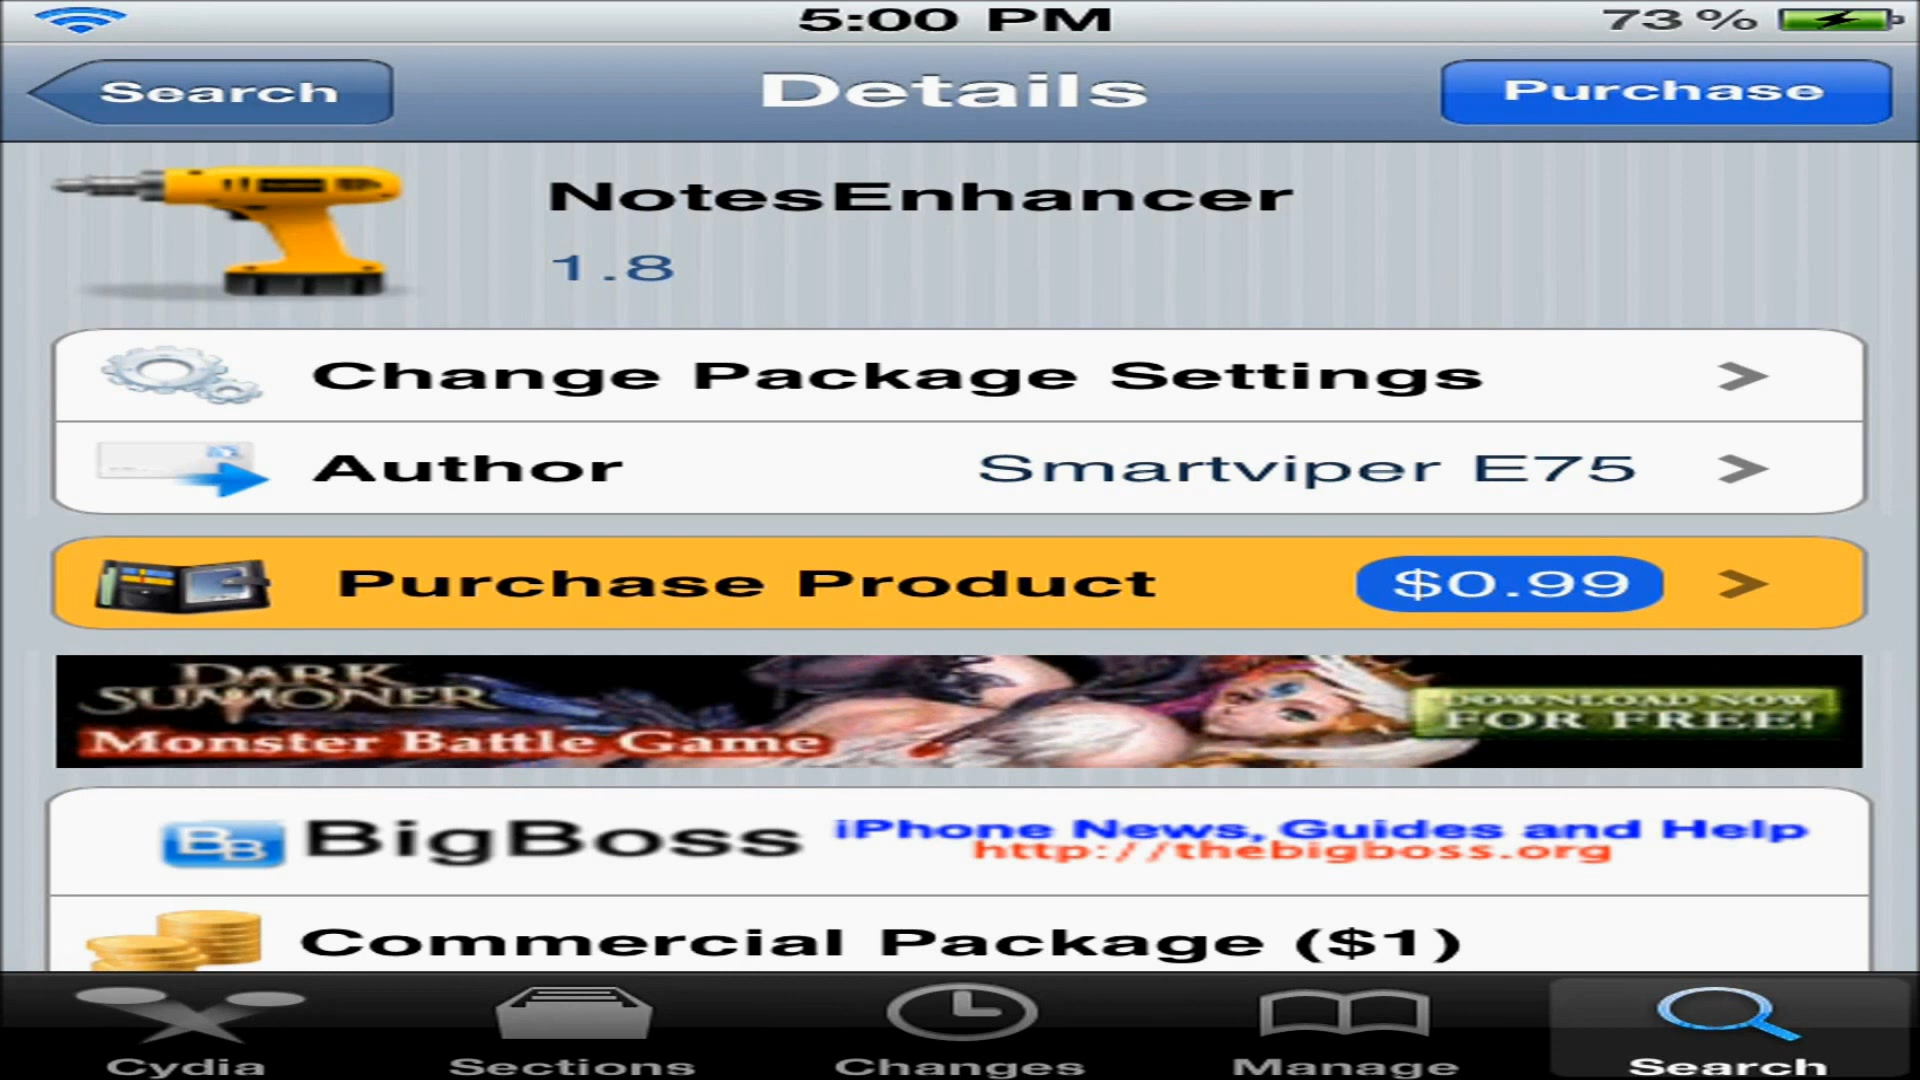 5:00 PM
73%
Search
Details
Purchase
NotesEnhancer
1.8
Change Package Settings
Author
Smartviper E75
Purchase Product
$0.99
DARK
SUMMONER
Monster Battle Game
DOWNLOAD NOW
FOR FREE!
BB
BigBoss
iPhone News, Guides and Help
http://thebigboss.org
Commercial Package ($1)
Cydia
Sections
Changes
Manage
Search